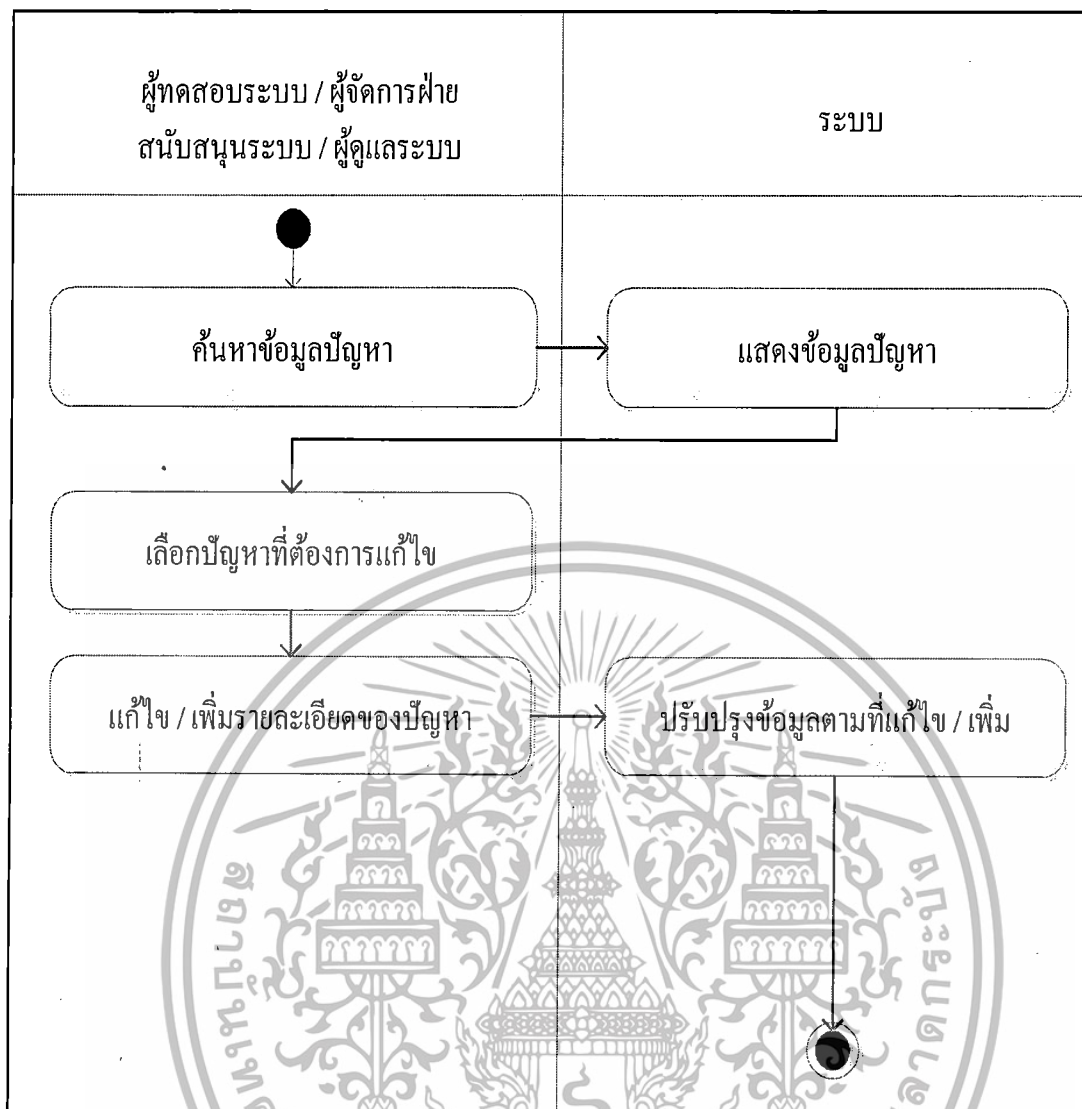 ผู้ทดสอบระบบ / ผู้จัดการฝ่าย
สนับสนุนระบบ / ผู้ดูแลระบบ
ระบบ
ค้นหาข้อมูลปัญหา
แสดงข้อมูลปัญหา
เลือกปัญหาที่ต้องการแก้ไข
แก้ไข / เพิ่มรายละเอียดของปัญหา
ปรับปรุงข้อมูลตามที่แก้ไข / เพิ่ม